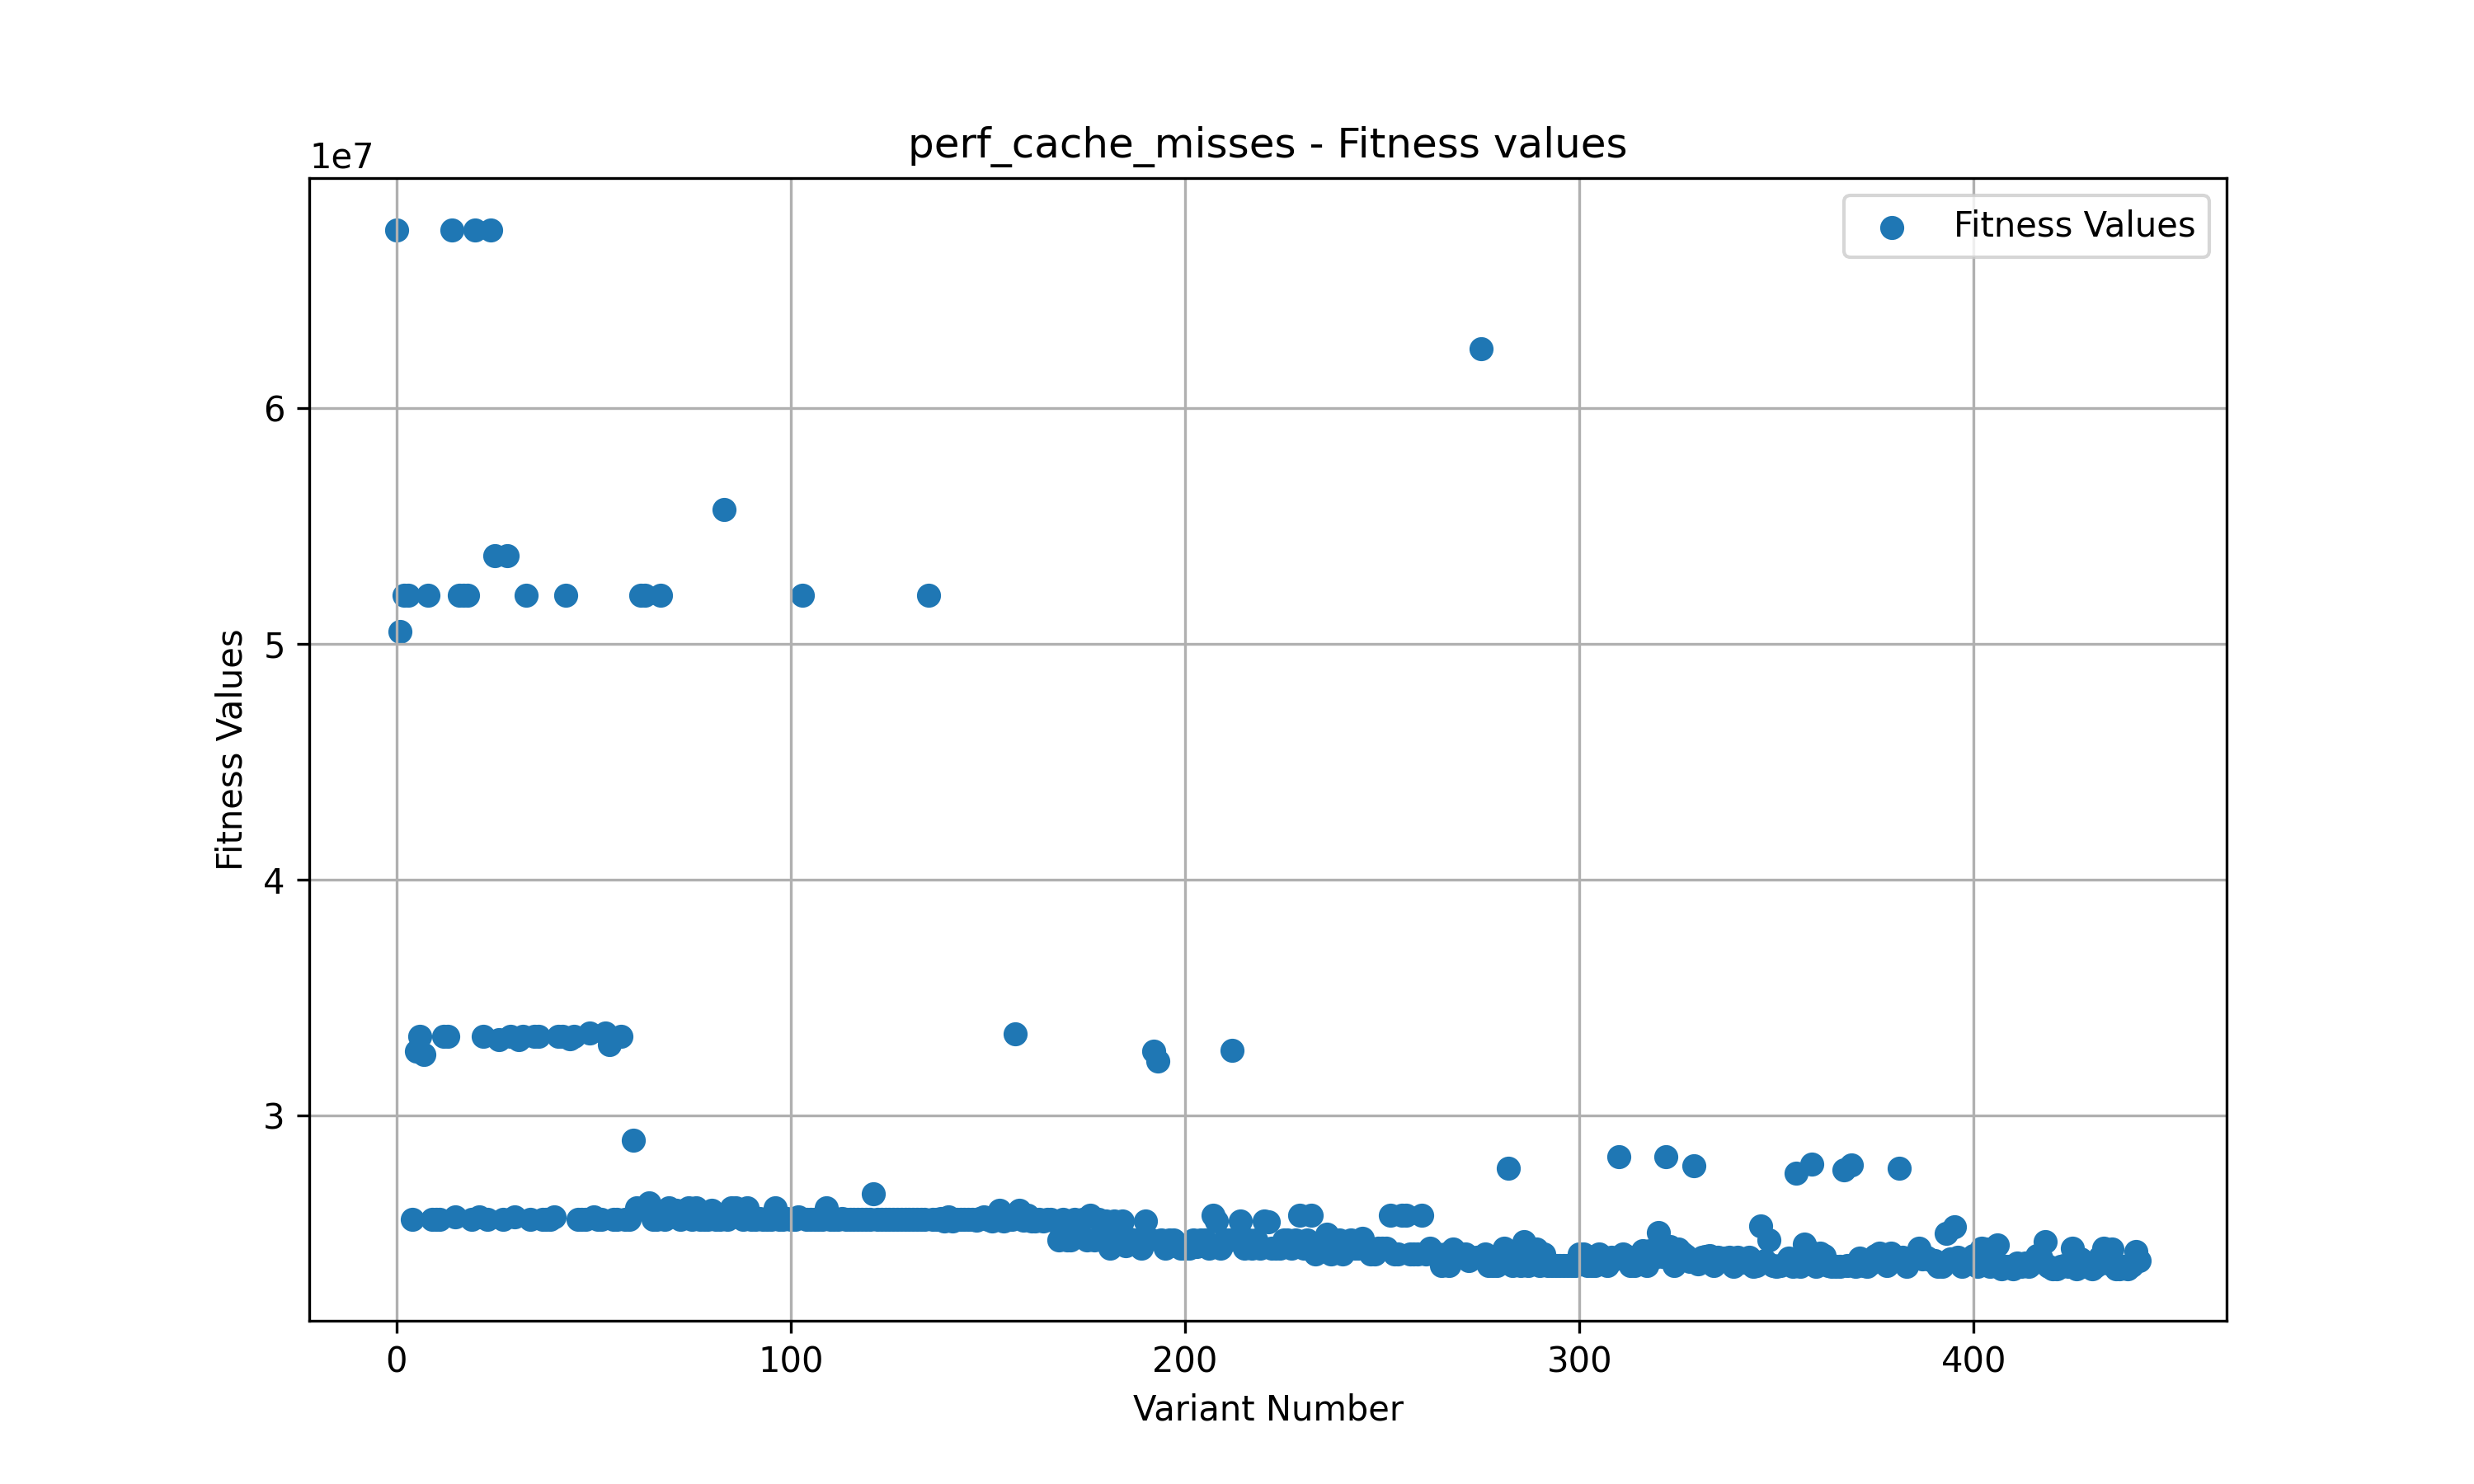 perf_cache_misses - Fitness values
1e7
Fitness Values
6
5
4
3
Fitness Values
0 100 200 300 400
Variant Number